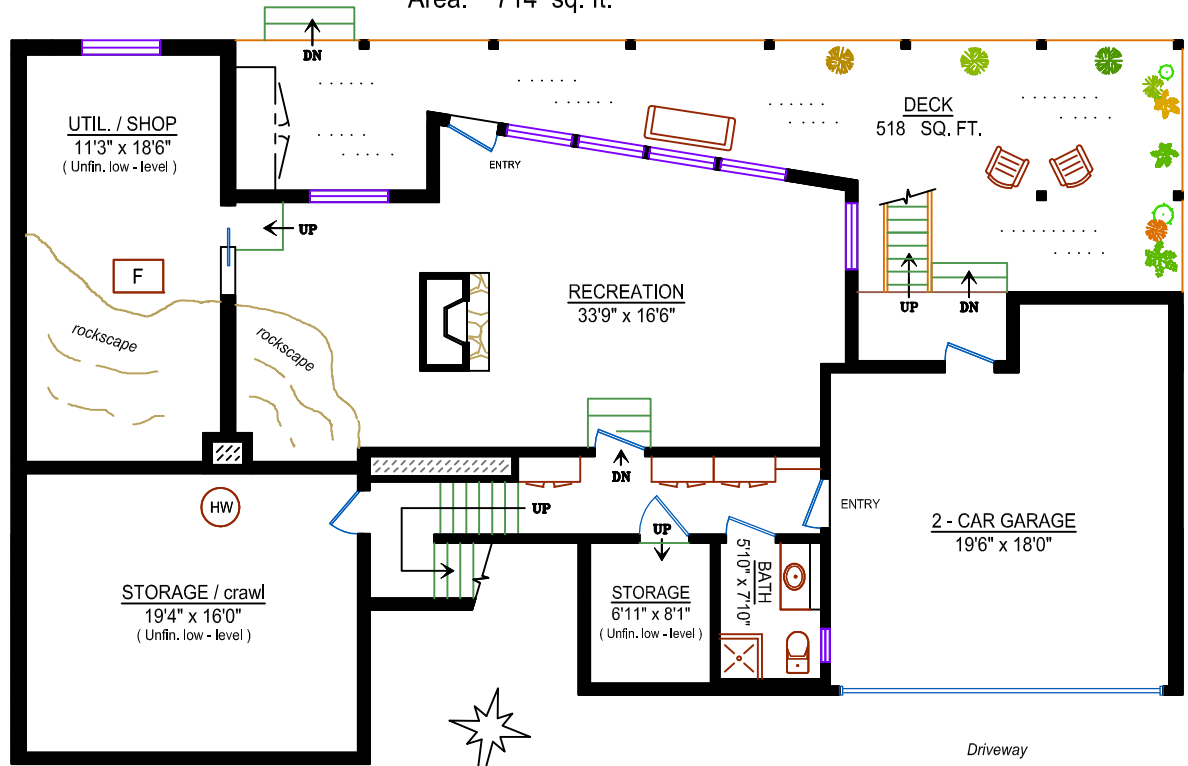 Area: 714 sq. ft.
DN
UTIL. / SHOP
11'3" x 18'6"
( Unfin. low - level )
DECK
518 SQ. FT.
ENTRY
UP
F
RECREATION
33'9" x 16'6"
UP
DN
rockscape
rockscape
DN
HW
UP
UP
ENTRY
2 - CAR GARAGE
19'6" x 18'0"
STORAGE / crawl
19'4" x 16'0"
( Unfin. low - level )
STORAGE
6'11" x 8'1"
( Unfin. low - level )
BATH
5'10" x 7'10"
Driveway